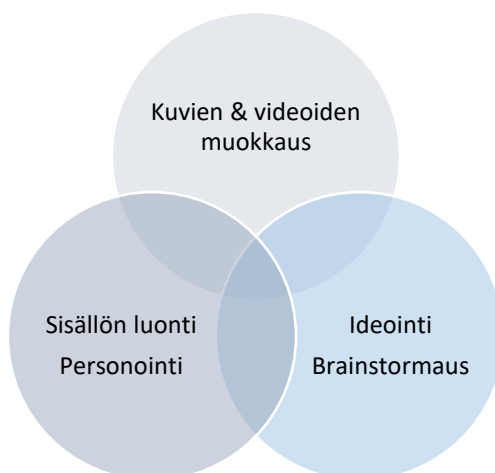 Kuvien & videoiden
muokkaus
Sisällön luonti
Personointi
Ideointi
Brainstormaus